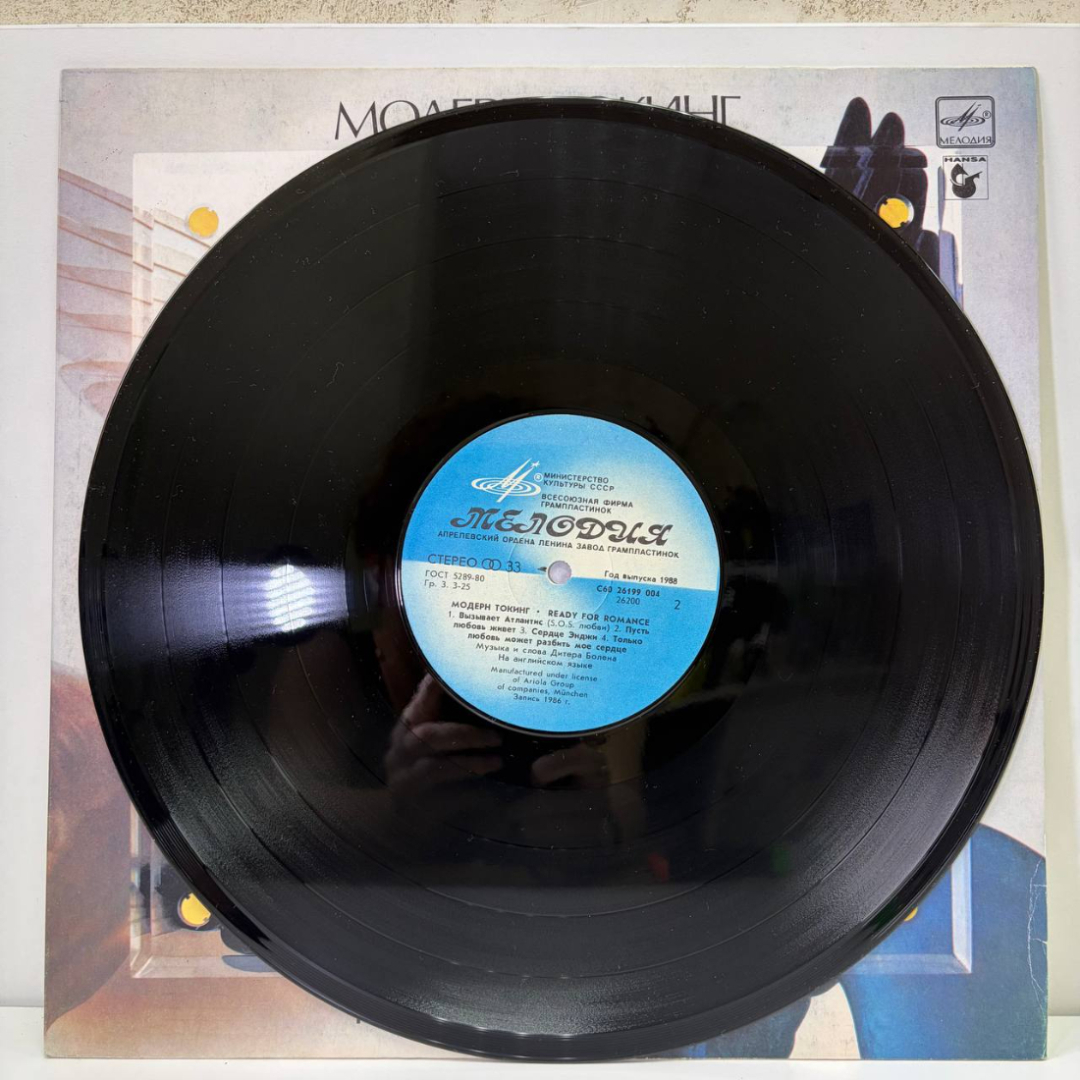 МЕЛОДИЯ
HANSA
МИНИСТЕРСТВО
КУЛЬТУРЫ СССР
ВСЕСОЮЗНАЯ ФИРМА
ГРАМПЛАСТИНОК
МЕЛОДИЯ
АПРЕЛЕВСКИЙ ОРДЕНА ЛЕНИНА ЗАВОД ГРАМПЛАСТИНОК
СТЕРЕО 33
ГОСТ 5289-80
Гр. 3. 3-25
Год выпуска 1988
С60 26199 004
26200
2
МОДЕРН ТОКИНГ • READY FOR ROMANCE
1. Вызывает Атлантис (S.O.S. любви) 2. Пусть
любовь живет 3. Сердце Энджи 4. Только
любовь может разбить мое сердце
Музыка и слова Дитера Болена
На английском языке
Manufactured under license
of Ariola Group
of companies, München
Запись 1986 г.